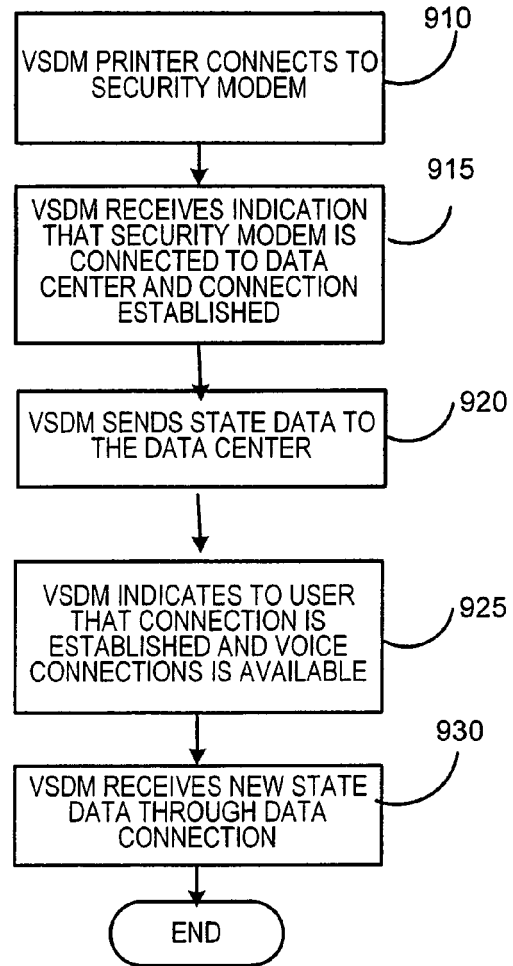 VSDM PRINTER CONNECTS TO
SECURITY MODEM
910
VSDM RECEIVES INDICATION
THAT SECURITY MODEM IS
CONNECTED TO DATA
CENTER AND CONNECTION
ESTABLISHED
915
VSDM SENDS STATE DATA TO
THE DATA CENTER
920
VSDM INDICATES TO USER
THAT CONNECTION IS
ESTABLISHED AND VOICE
CONNECTIONS IS AVAILABLE
925
VSDM RECEIVES NEW STATE
DATA THROUGH DATA
CONNECTION
930
END